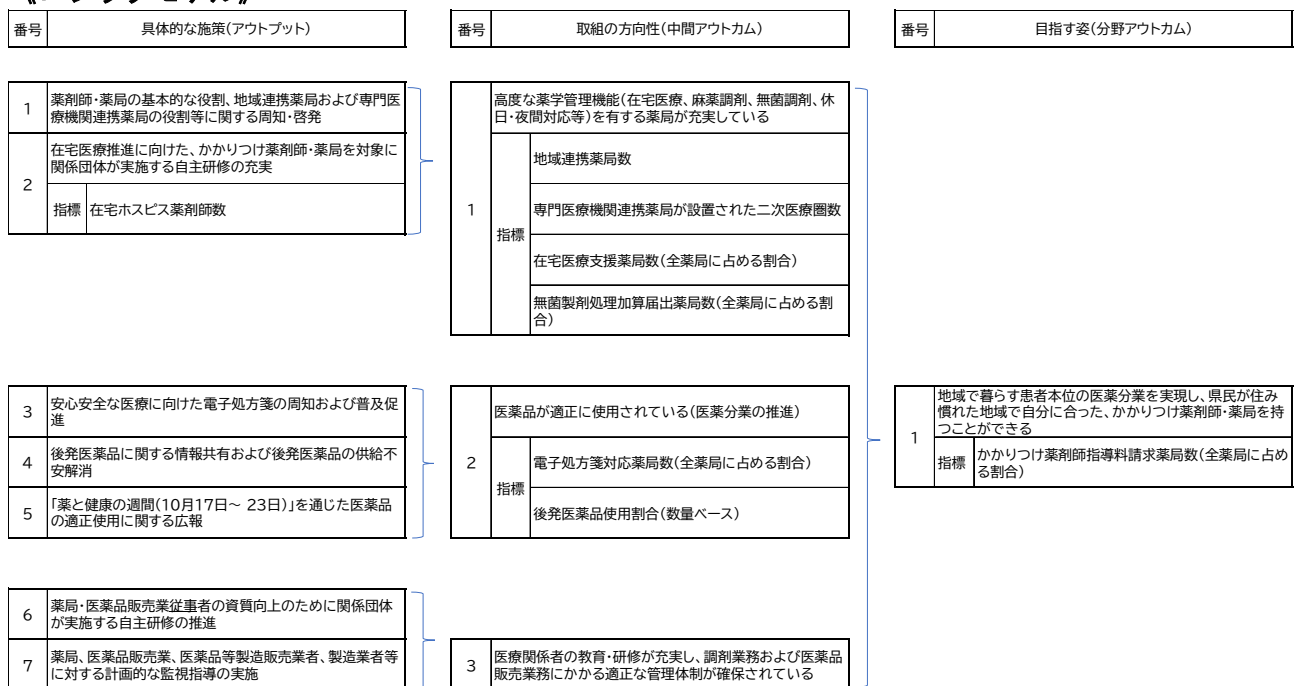 番号 具体的な施策(アウトプット) 番号 取組の方向性(中間アウトカム) 番号 目指す姿(分野アウトカム)
1 薬剤師・薬局の基本的な役割、地域連携薬局および専門医
療機関連携薬局の役割等に関する周知・啓発
2 在宅医療推進に向けた、かかりつけ薬剤師・薬局を対象に
関係団体が実施する自主研修の充実
指標 在宅ホスピス薬剤師数
1 高度な薬学管理機能(在宅医療、麻薬調剤、無菌調剤、休
日・夜間対応等)を有する薬局が充実している
指標
地域連携薬局数
専門医療機関連携薬局が設置された二次医療圏数
在宅医療支援薬局数(全薬局に占める割合)
無菌製剤処理加算届出薬局数(全薬局に占める割
合)
3 安心安全な医療に向けた電子処方箋の周知および普及促
進
4 後発医薬品に関する情報共有および後発医薬品の供給不
安解消
5 「薬と健康の週間(10月17日~ 23日)」を通じた医薬品
の適正使用に関する広報
2 医薬品が適正に使用されている(医薬分業の推進)
指標
電子処方箋対応薬局数(全薬局に占める割合)
後発医薬品使用割合(数量ベース)
1 地域で暮らす患者本位の医薬分業を実現し、県民が住み
慣れた地域で自分に合った、かかりつけ薬剤師・薬局を持
つことができる
指標 かかりつけ薬剤師指導料請求薬局数(全薬局に占め
る割合)
6 薬局・医薬品販売業従事者の資質向上のために関係団体
が実施する自主研修の推進
7 薬局、医薬品販売業、医薬品等製造販売業者、製造業者等
に対する計画的な監視指導の実施
3 医療関係者の教育・研修が充実し、調剤業務および医薬品
販売業務にかかる適正な管理体制が確保されている